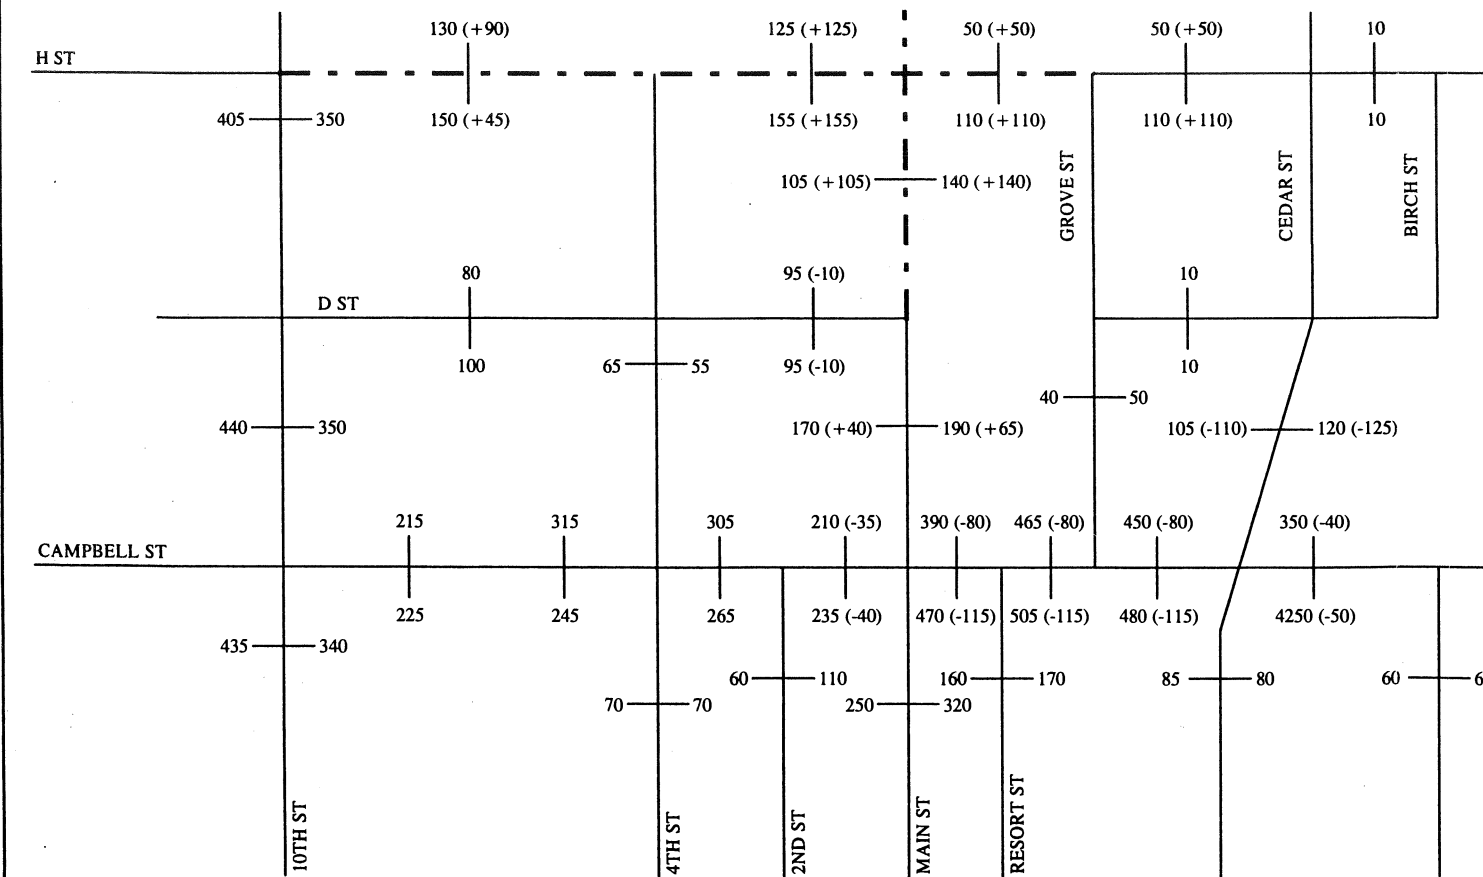 130 (+90) 125 (+125) 50 (+50) 50 (+50) 10
H ST
405 350 150 (+45) 155 (+155) 110 (+110) 110 (+110) 10
105 (+105) 140 (+140)
GROVE ST
CEDAR ST
BIRCH ST
80 95 (-10) 10
D ST
100 65 55 95 (-10) 10
40 50
440 350 170 (+40) 190 (+65) 105 (-110) 120 (-125)
215 315 305 210 (-35) 390 (-80) 465 (-80) 450 (-80) 350 (-40)
CAMPBELL ST
225 245 265 235 (-40) 470 (-115) 505 (-115) 480 (-115) 4250 (-50)
435 340
60 110 160 170 85 80 60
70 70 250 320
10TH ST
4TH ST
2ND ST
MAIN ST
RESORT ST